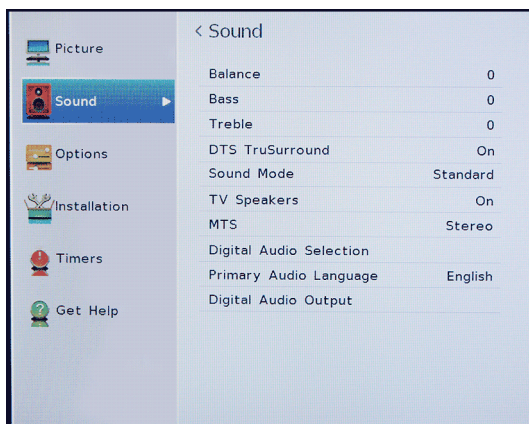 Picture
Sound
Options
Installation
Timers
Get Help
< Sound
Balance 0
Bass 0
Treble 0
DTS TruSurround On
Sound Mode Standard
TV Speakers On
MTS Stereo
Digital Audio Selection
Primary Audio Language English
Digital Audio Output